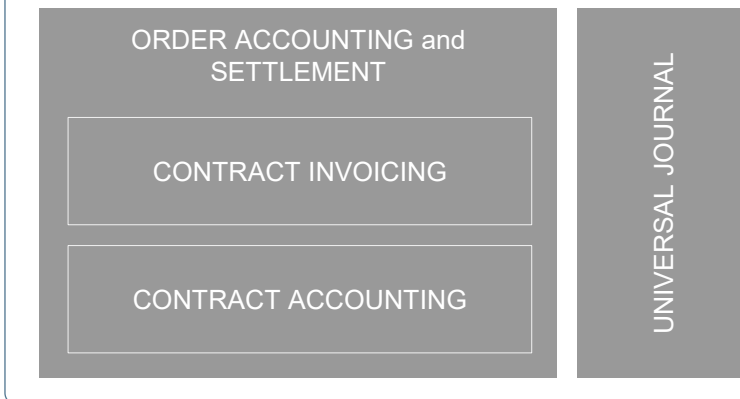 ORDER ACCOUNTING and
SETTLEMENT
CONTRACT INVOICING
CONTRACT ACCOUNTING
UNIVERSAL JOURNAL